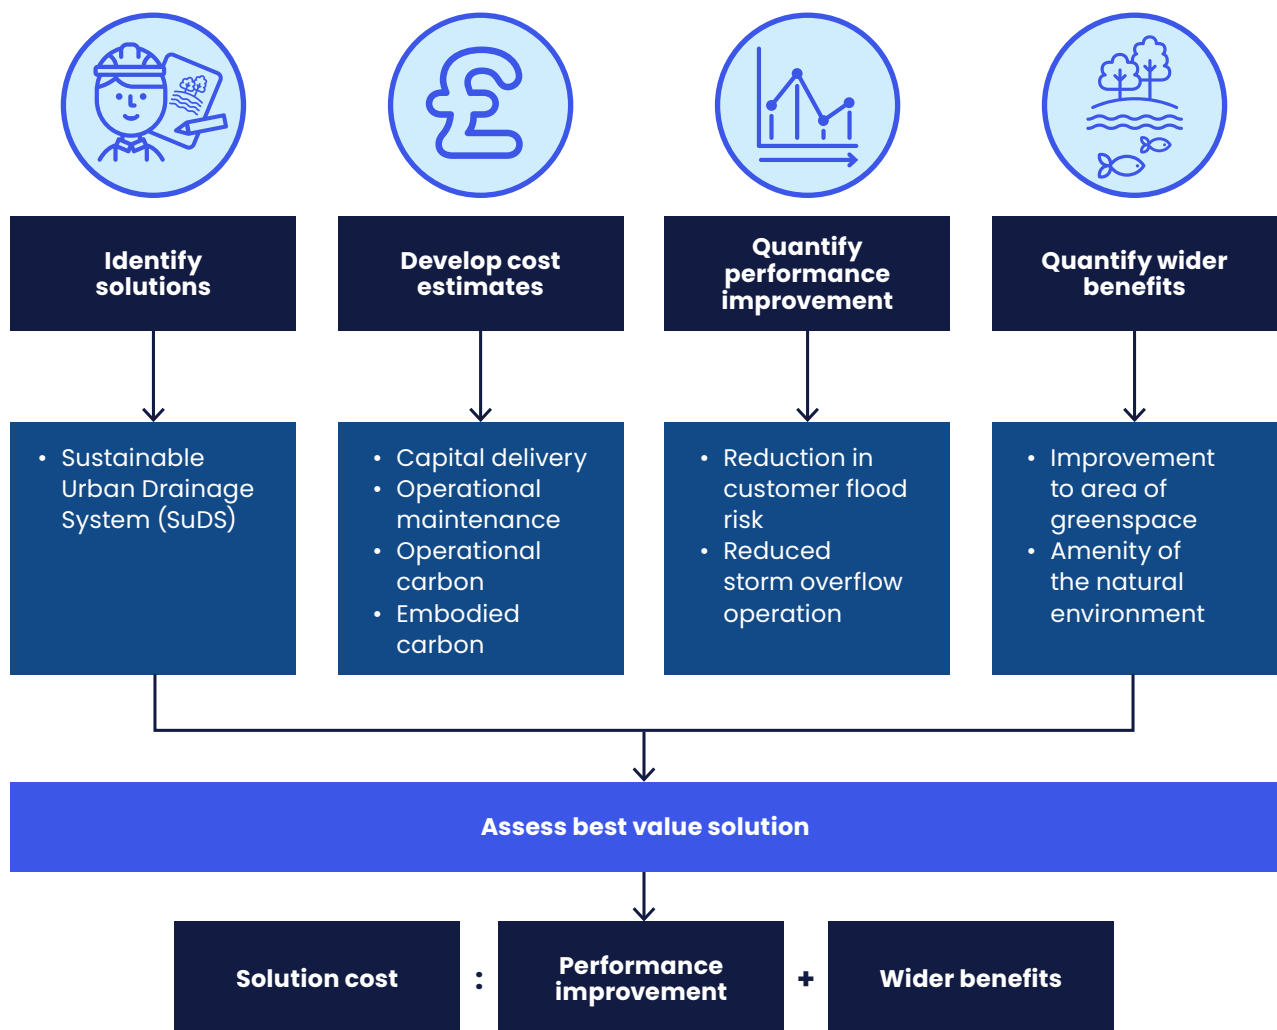 Identify
solutions
Develop cost
estimates
Quantify
performance
improvement
Quantify wider
benefits
• Sustainable
Urban Drainage
System (SuDS)
• Capital delivery
• Operational
maintenance
• Operational
carbon
• Embodied
carbon
• Reduction in
customer flood
risk
• Reduced
storm overflow
operation
• Improvement
to area of
greenspace
• Amenity of
the natural
environment
Assess best value solution
Solution cost
:
Performance
improvement
+
Wider benefits